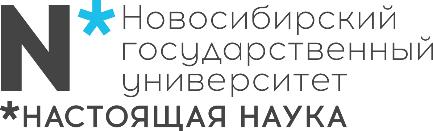 N*
Новосибирский
государственный
университет
*НАСТОЯЩАЯ НАУКА